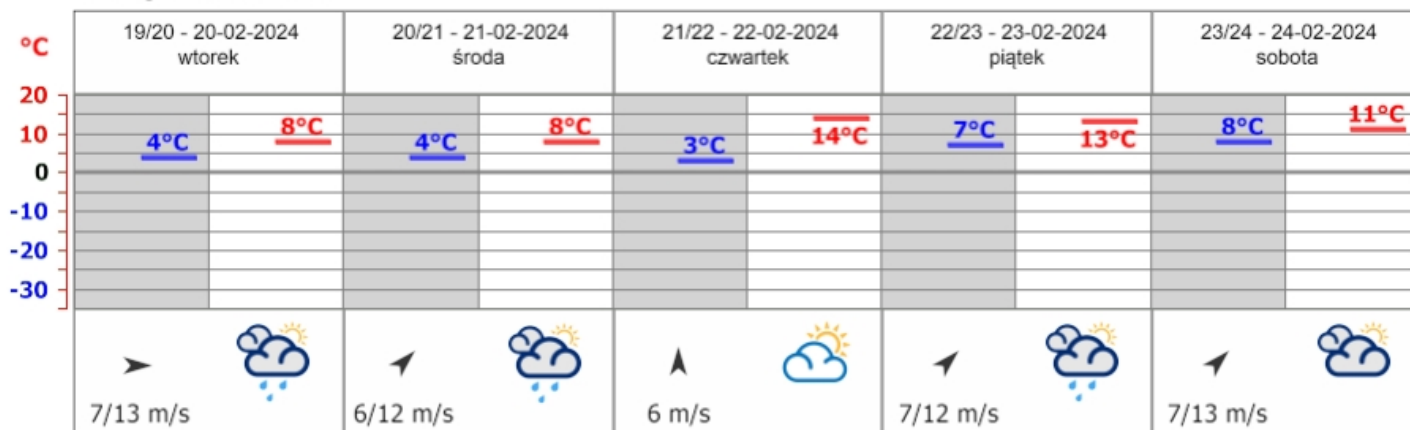 19/20 - 20-02-2024
wtorek
20/21 - 21-02-2024
środa
21/22 - 22-02-2024
czwartek
22/23 - 23-02-2024
piątek
23/24 - 24-02-2024
sobota
°C
20
10
0
-10
-20
-30
4°C
8°C
4°C
8°C
3°C
14°C
7°C
13°C
8°C
11°C
7/13 m/s
6/12 m/s
6 m/s
7/12 m/s
7/13 m/s